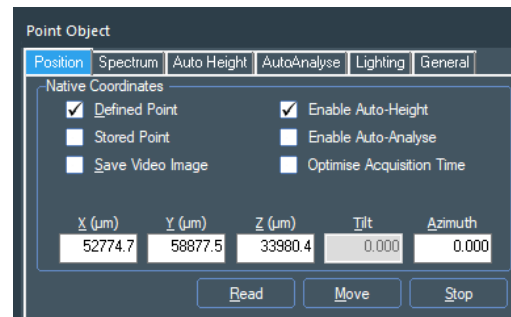 Point Object
Position Spectrum Auto Height AutoAnalyse Lighting General
Native Coordinates
Defined Point Enable Auto-Height
Stored Point Enable Auto-Analyse
Save Video Image Optimise Acquisition Time
X (µm) Y (µm) Z (µm) Tilt Azimuth
52774.7 58877.5 33980.4 0.000 0.000
Read Move Stop